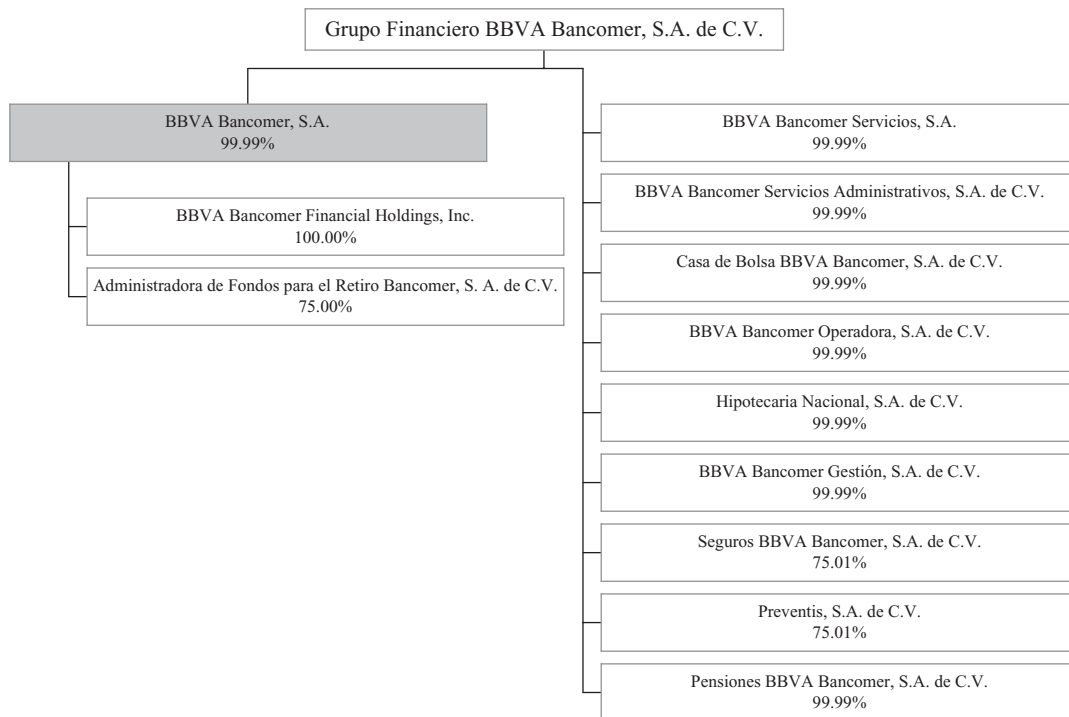 Grupo Financiero BBVA Bancomer, S.A. de C.V.
BBVA Bancomer, S.A.
99.99%
BBVA Bancomer Financial Holdings, Inc.
100.00%
Administradora de Fondos para el Retiro Bancomer, S. A. de C.V.
75.00%
BBVA Bancomer Servicios, S.A.
99.99%
BBVA Bancomer Servicios Administrativos, S.A. de C.V.
99.99%
Casa de Bolsa BBVA Bancomer, S.A. de C.V.
99.99%
BBVA Bancomer Operadora, S.A. de C.V.
99.99%
Hipotecaria Nacional, S.A. de C.V.
99.99%
BBVA Bancomer Gestión, S.A. de C.V.
99.99%
Seguros BBVA Bancomer, S.A. de C.V.
75.01%
Preventis, S.A. de C.V.
75.01%
Pensiones BBVA Bancomer, S.A. de C.V.
99.99%